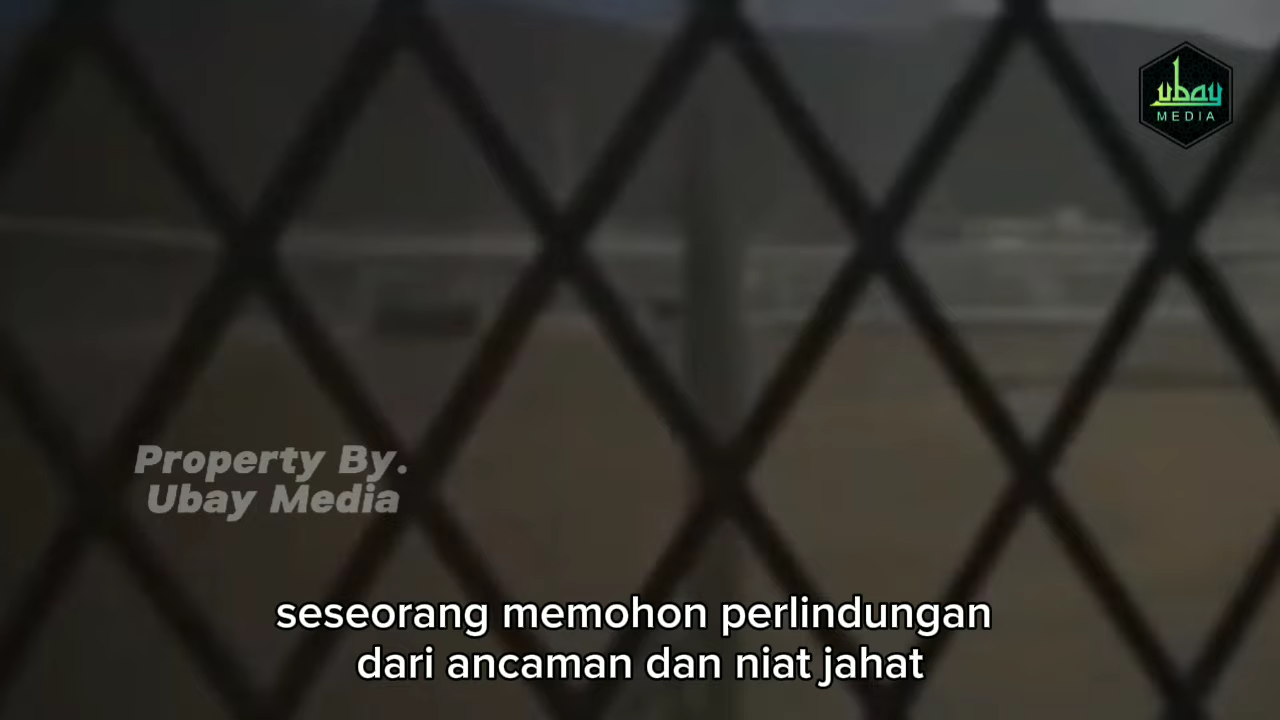 ubay
MEDIA
Property By.
Ubay Media
seseorang memohon perlindungan
dari ancaman dan niat jahat